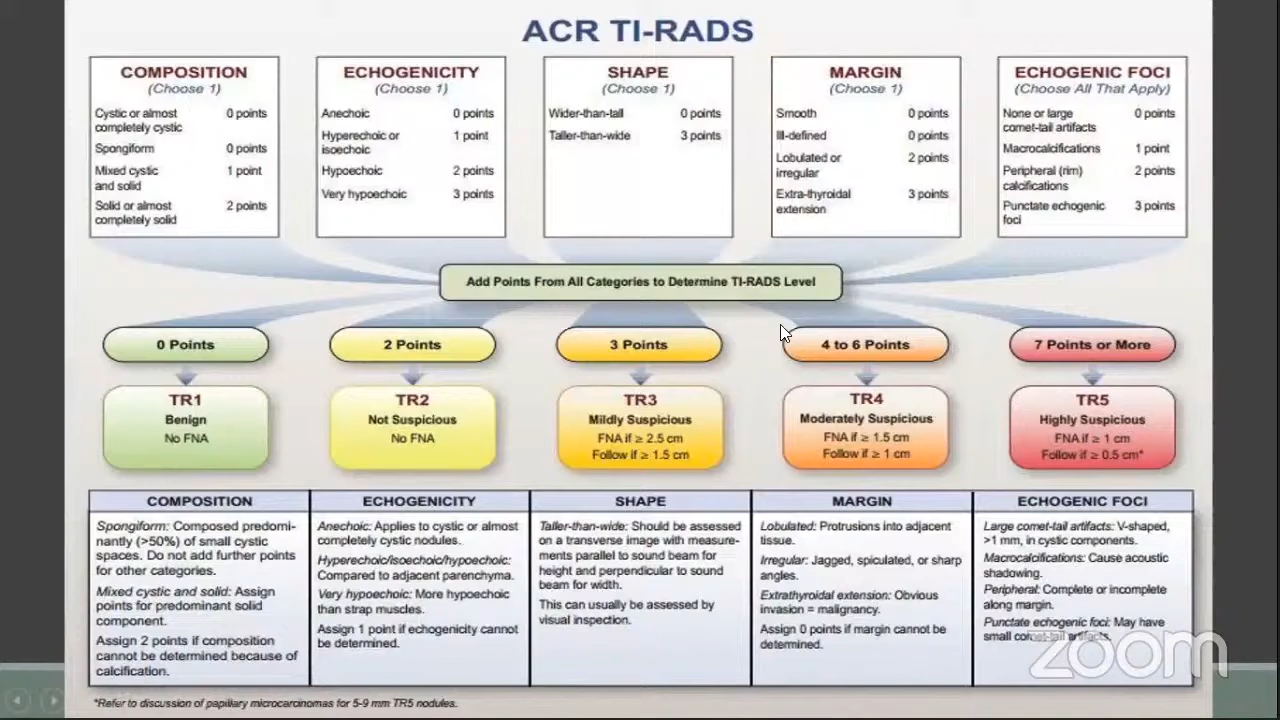 ACR TI-RADS
COMPOSITION
(Choose 1)
Cystic or almost 0 points
completely cystic
Spongiform 0 points
Mixed cystic 1 point
and solid
Solid or almost 2 points
completely solid
ECHOGENICITY
(Choose 1)
Anechoic 0 points
Hyperechoic or 1 point
isoechoic
Hypoechoic 2 points
Very hypoechoic 3 points
SHAPE
(Choose 1)
Wider-than-tall 0 points
Taller-than-wide 3 points
MARGIN
(Choose 1)
Smooth 0 points
Ill-defined 0 points
Lobulated or 2 points
irregular
Extra-thyroidal 3 points
extension
ECHOGENIC FOCI
(Choose All That Apply)
None or large 0 points
comet-tail artifacts
Macrocalcifications 1 point
Peripheral (rim) 2 points
calcifications
Punctate echogenic 3 points
foci
Add Points From All Categories to Determine TI-RADS Level
0 Points
2 Points
3 Points
4 to 6 Points
7 Points or More
TR1
Benign
No FNA
TR2
Not Suspicious
No FNA
TR3
Mildly Suspicious
FNA if ≥ 2.5 cm
Follow if ≥ 1.5 cm
TR4
Moderately Suspicious
FNA if ≥ 1.5 cm
Follow if ≥ 1 cm
TR5
Highly Suspicious
FNA if ≥ 1 cm
Follow if ≥ 0.5 cm*
COMPOSITION
Spongiform: Composed predomi-
nantly (>50%) of small cystic
spaces. Do not add further points
for other categories.
Mixed cystic and solid: Assign
points for predominant solid
component.
Assign 2 points if composition
cannot be determined because of
calcification.
ECHOGENICITY
Anechoic: Applies to cystic or almost
completely cystic nodules.
Hyperechoic/isoechoic/hypoechoic:
Compared to adjacent parenchyma.
Very hypoechoic: More hypoechoic
than strap muscles.
Assign 1 point if echogenicity cannot
be determined.
SHAPE
Taller-than-wide: Should be assessed
on a transverse image with measure-
ments parallel to sound beam for
height and perpendicular to sound
beam for width.
This can usually be assessed by
visual inspection.
MARGIN
Lobulated: Protrusions into adjacent
tissue.
Irregular: Jagged, spiculated, or sharp
angles.
Extrathyroidal extension: Obvious
invasion = malignancy.
Assign 0 points if margin cannot be
determined.
ECHOGENIC FOCI
Large comet-tail artifacts: V-shaped,
>1 mm, in cystic components.
Macrocalcifications: Cause acoustic
shadowing.
Peripheral: Complete or incomplete
along margin.
Punctate echogenic foci: May have
small comet-tail artifacts.
zoom
*Refer to discussion of papillary microcarcinomas for 5-9 mm TR5 nodules.